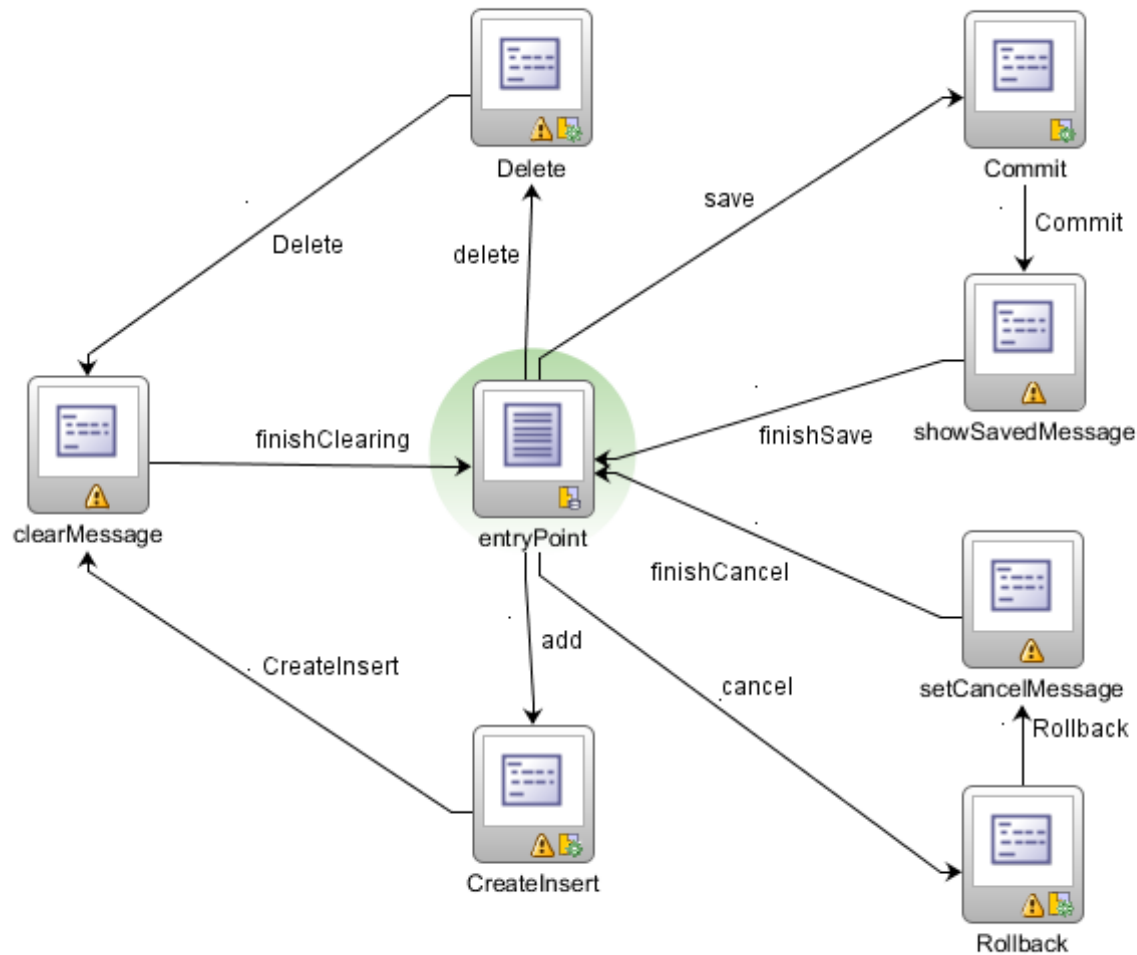 Delete
Commit
save
Commit
Delete
delete
finishClearing
finishSave
showSavedMessage
clearMessage
entryPoint
finishCancel
add
CreateInsert
cancel
setCancelMessage
Rollback
CreateInsert
Rollback